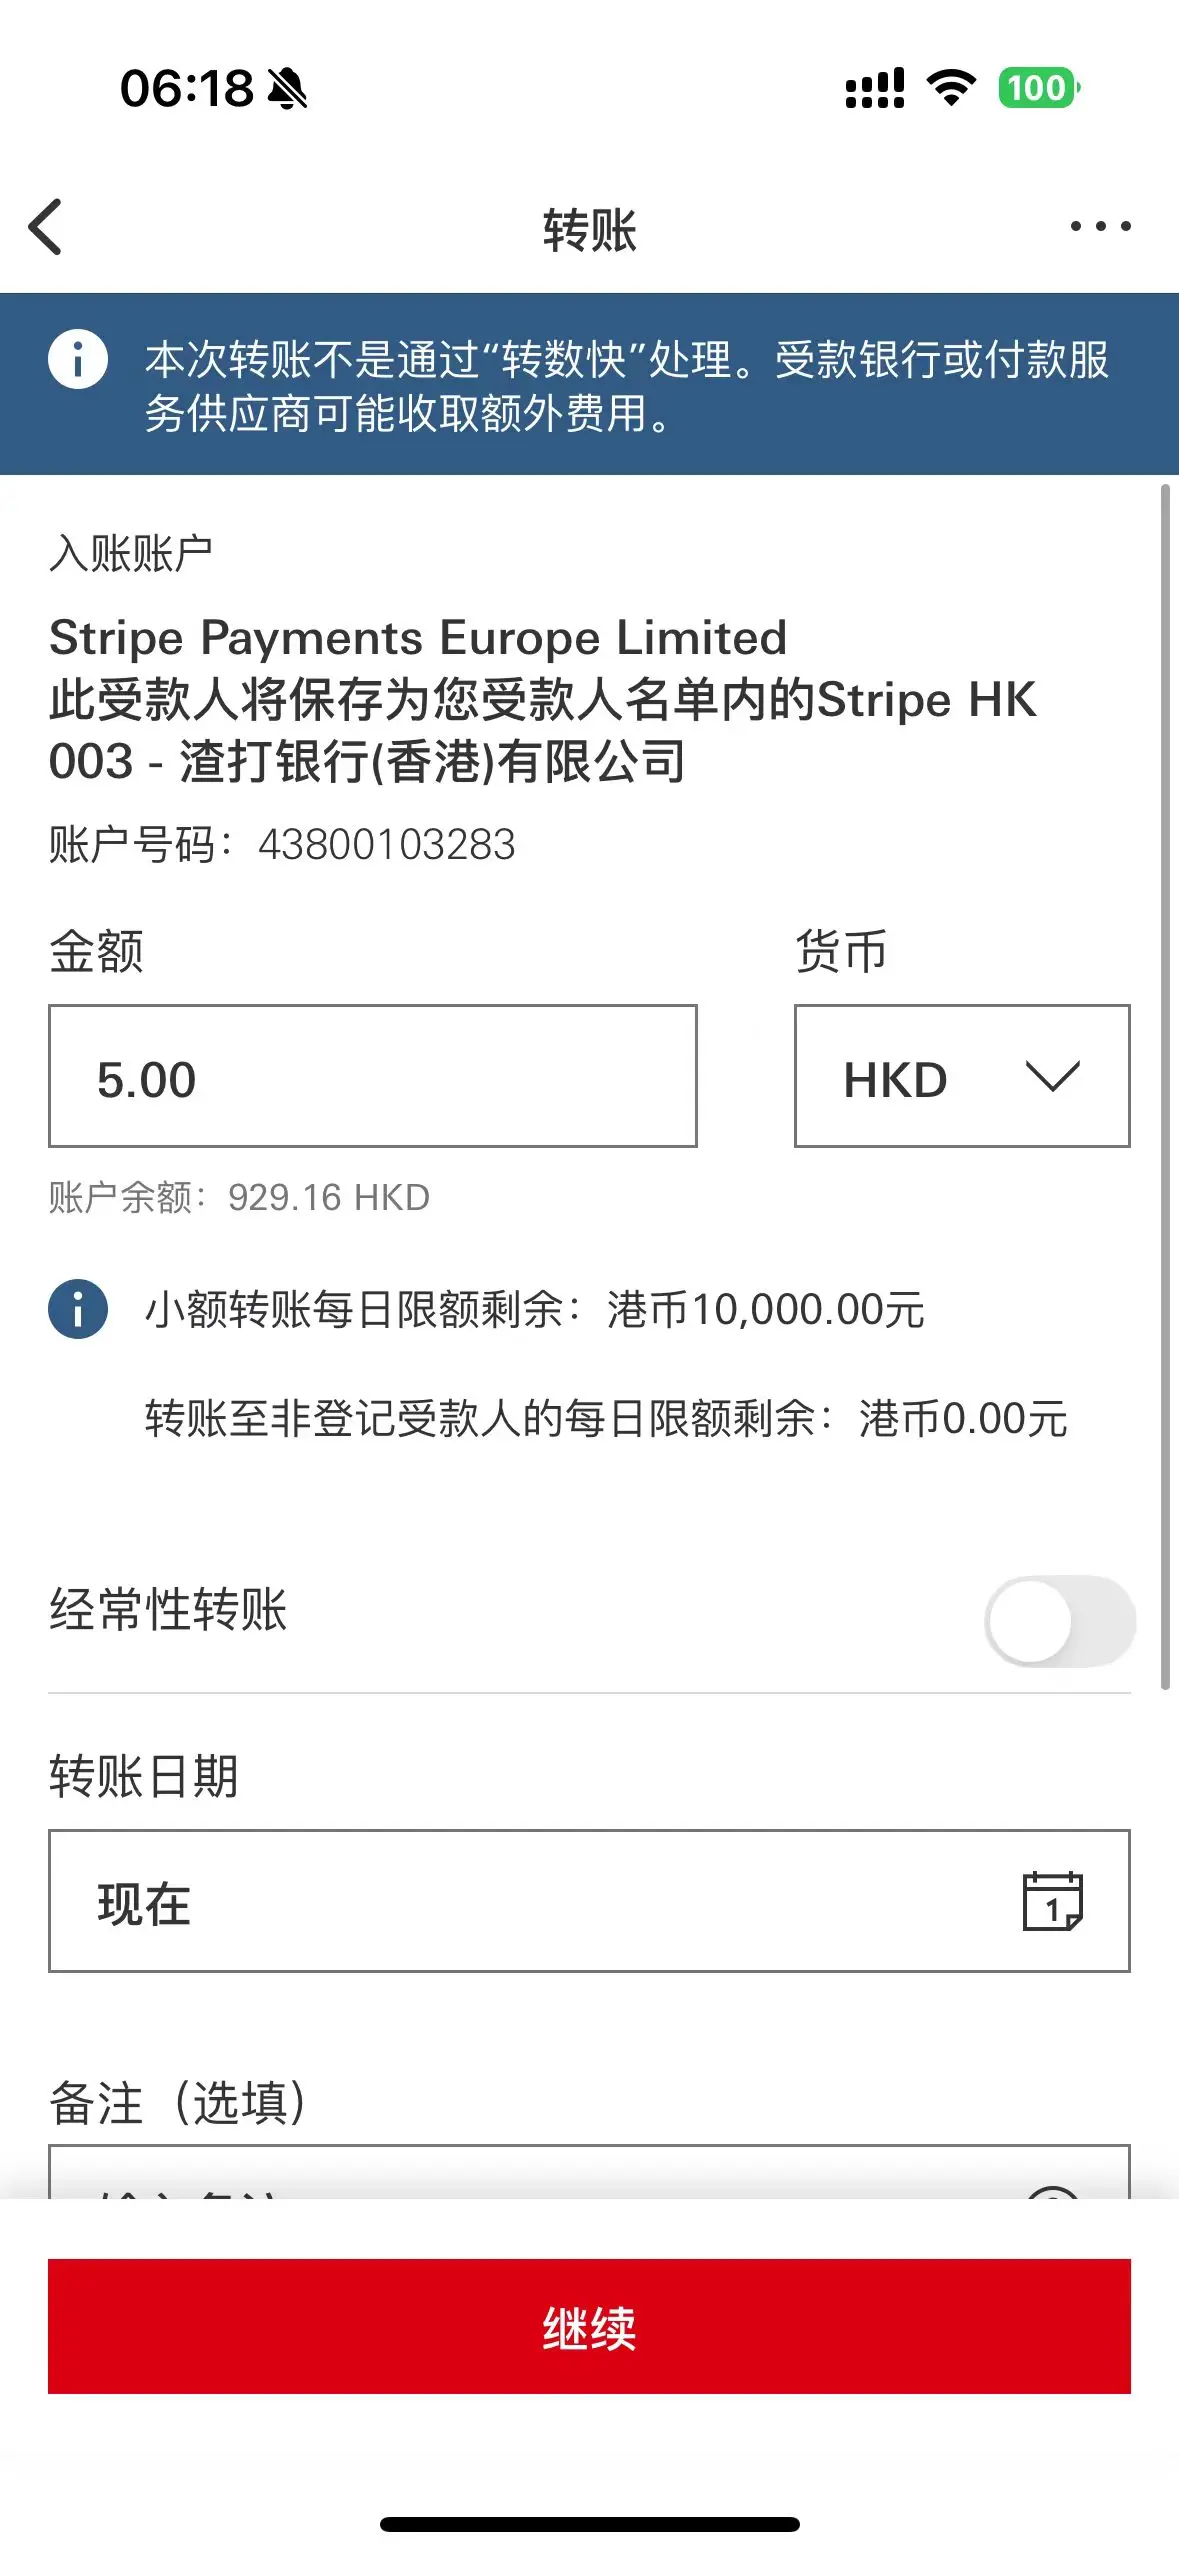 06:18
100
转账
本次转账不是通过“转数快”处理。受款银行或付款服
务供应商可能收取额外费用。
入账账户
Stripe Payments Europe Limited
此受款人将保存为您受款人名单内的Stripe HK
003 - 渣打银行(香港)有限公司
账户号码：43800103283
金额
货币
5.00
HKD
账户余额：929.16 HKD
小额转账每日限额剩余：港币10,000.00元
转账至非登记受款人的每日限额剩余：港币0.00元
经常性转账
转账日期
现在
1
备注（选填）
继续